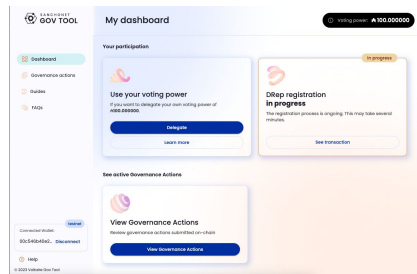 SANCHONET
GOV TOOL
My dashboard
Voting power: ₳100.000000
Dashboard
Governance actions
Guides
FAQs
Your participation
Use your voting power
If you want to delegate your own voting power of
₳100.000000.
Delegate
Learn more
In progress
DRep registration
in progress
The registration process is ongoing. This may take several
minutes.
See transaction
See active Governance Actions
View Governance Actions
Review governance actions submitted on-chain
View Governance Actions
testnet
Connected Wallet:
Disconnect
Help
© 2023 Voltaire Gov Tool